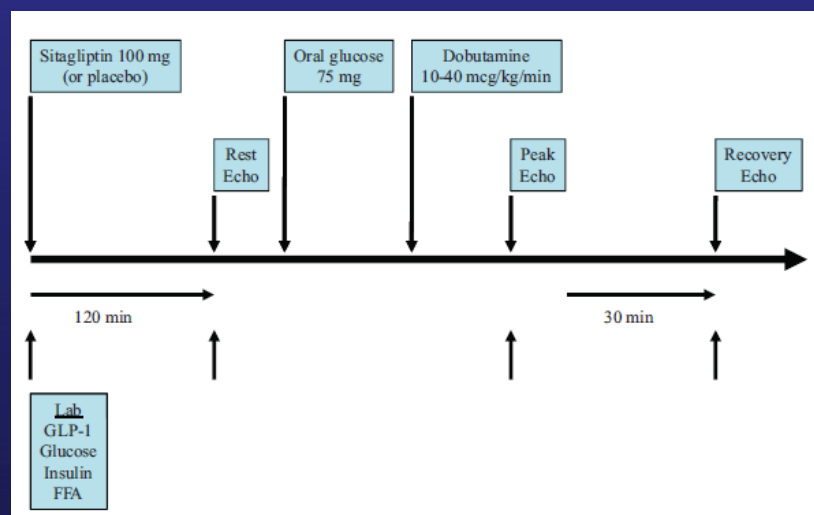 Sitagliptin 100 mg
(or placebo)
Oral glucose
75 mg
Dobutamine
10-40 mcg/kg/min
Rest
Echo
Peak
Echo
Recovery
Echo
120 min
30 min
Lab
GLP-1
Glucose
Insulin
FFA